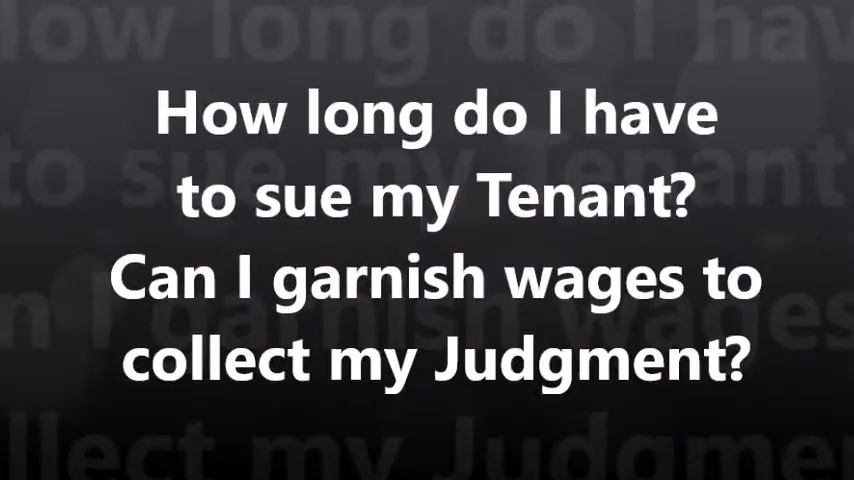 How long do I have
to sue my Tenant?
Can I garnish wages to
collect my Judgment?